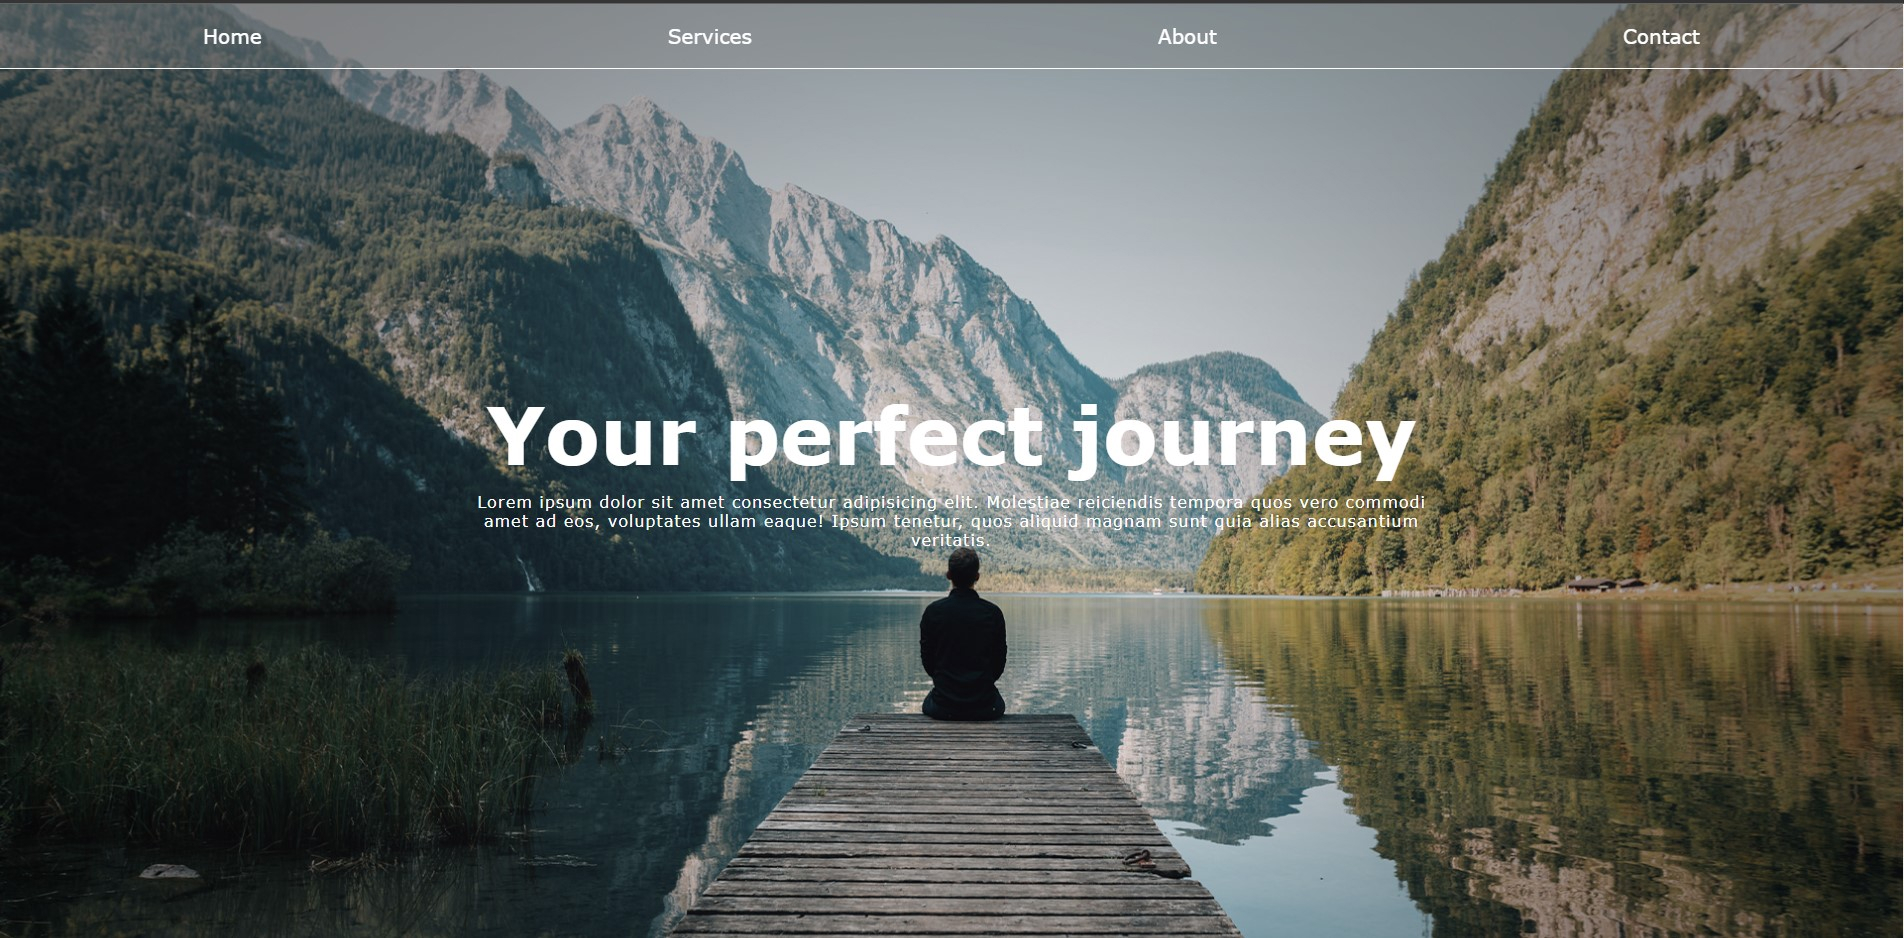 Home Services About Contact
Your perfect journey
Lorem ipsum dolor sit amet consectetur adipisicing elit. Molestiae reiciendis tempora quos vero commodi
amet ad eos, voluptates ullam eaque! Ipsum tenetur, quos aliquid magnam sunt quia alias accusantium
veritatis.